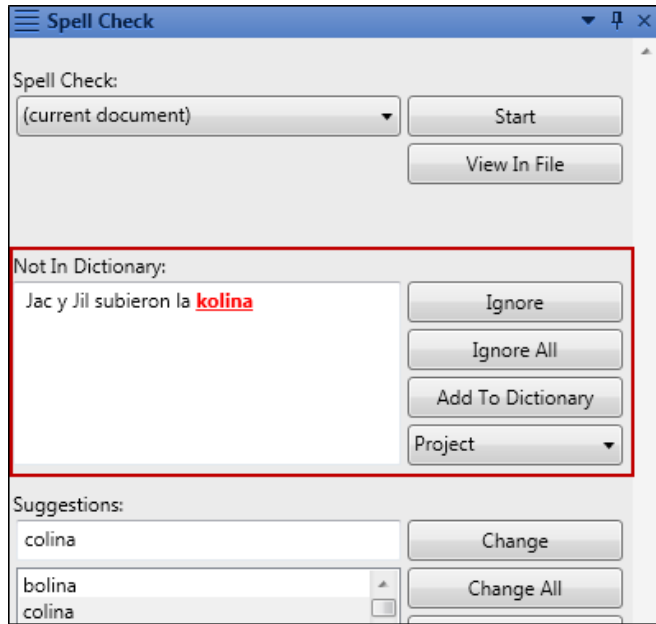 Spell Check
Spell Check:
(current document)
Start
View In File
Not In Dictionary:
Jac y Jil subieron la kolina
Ignore
Ignore All
Add To Dictionary
Project
Suggestions:
colina
Change
bolina
Change All
colina